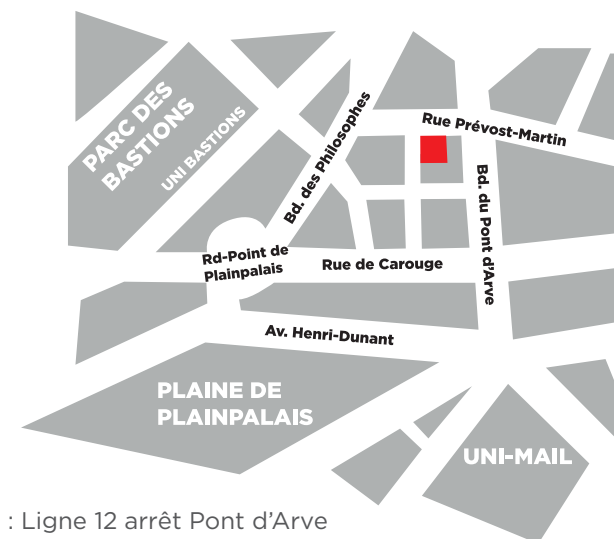 PARC DES
BASTIONS
UNI BASTIONS
Bd. des Philosophes
Rue Prévost-Martin
Bd. du Pont d'Arve
Rd-Point de
Plainpalais
Rue de Carouge
Av. Henri-Dunant
PLAINE DE
PLAINPALAIS
UNI-MAIL
: Ligne 12 arrêt Pont d'Arve